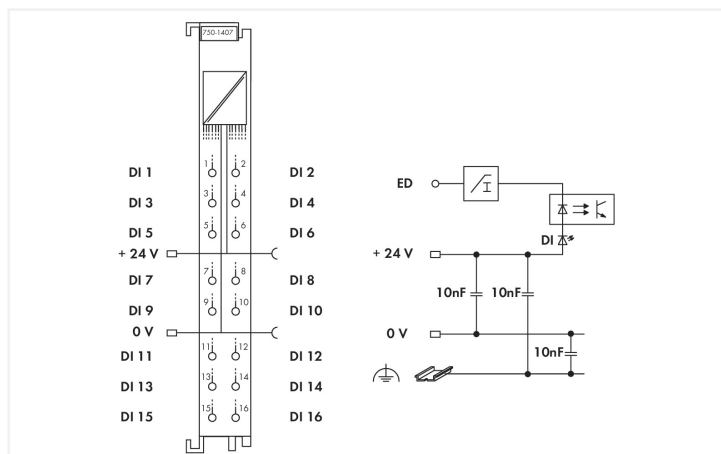 750-1407
1 2
DI 1 DI 2
3 4
DI 3 DI 4
5 6
DI 5 DI 6
+ 24 V
7 8
DI 7 DI 8
9 10
DI 9 DI 10
0 V
11 12
DI 11 DI 12
13 14
DI 13 DI 14
15 16
DI 15 DI 16
ED
I
DI
+ 24 V
10nF 10nF
0 V
10nF